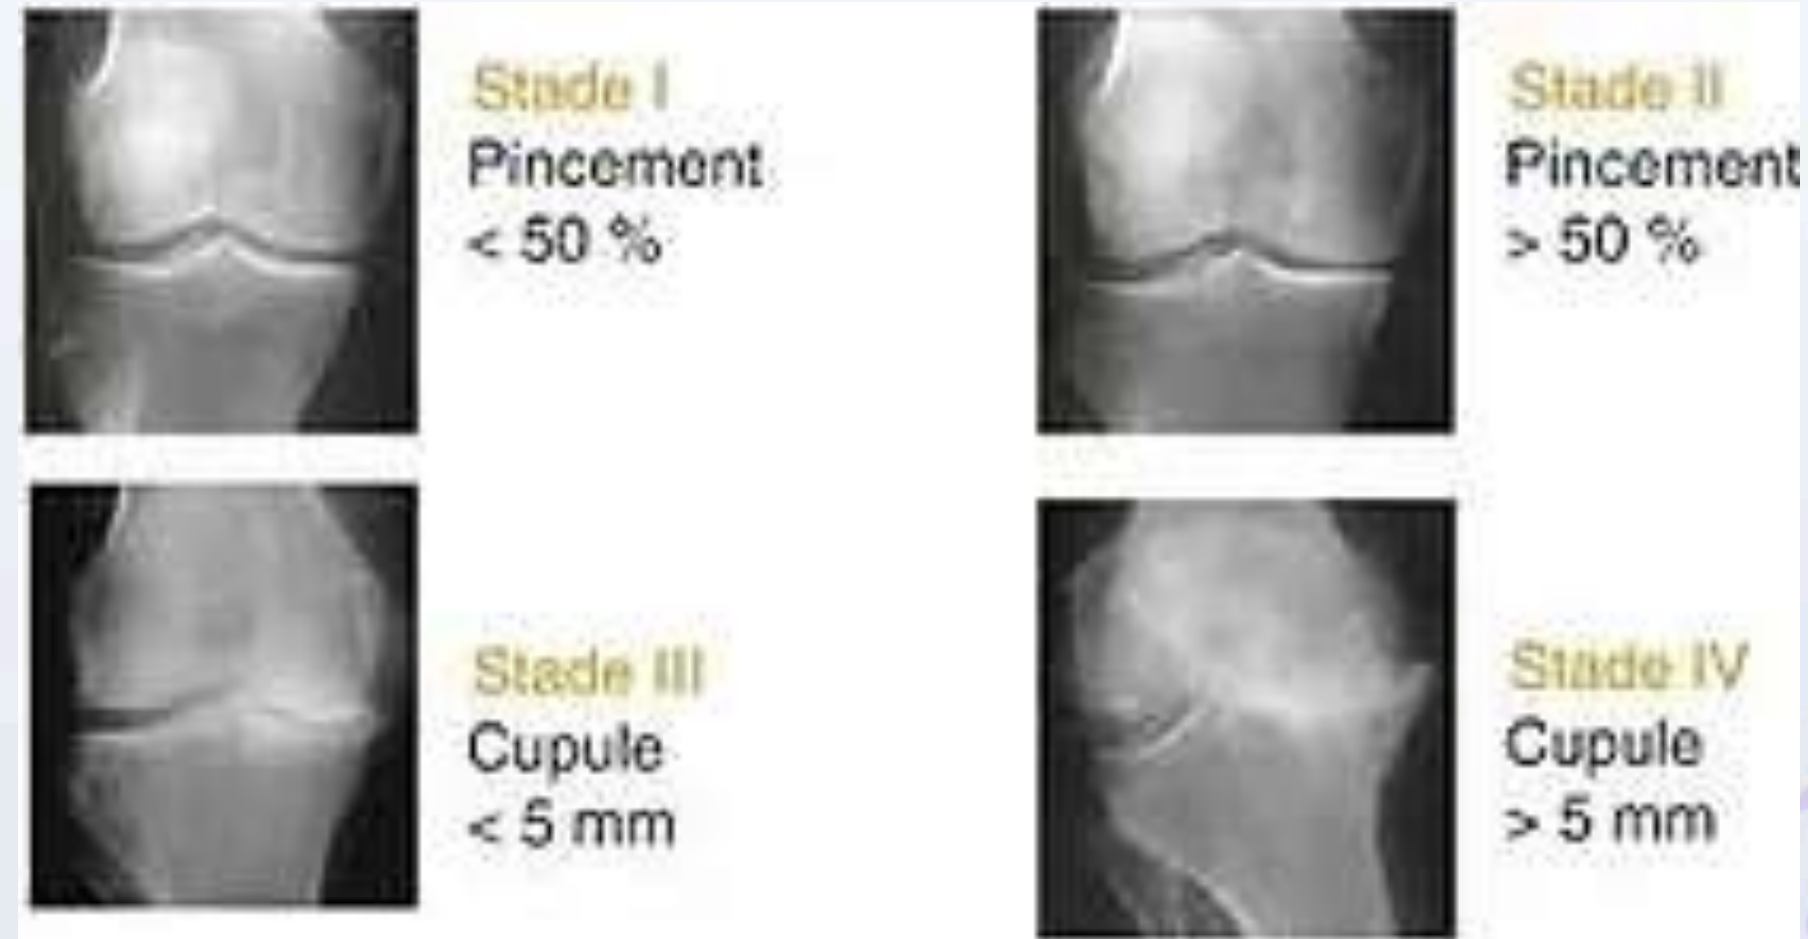 Stade I
Pincement
< 50 %
Stade II
Pincement
> 50 %
Stade III
Cupule
< 5 mm
Stade IV
Cupule
> 5 mm